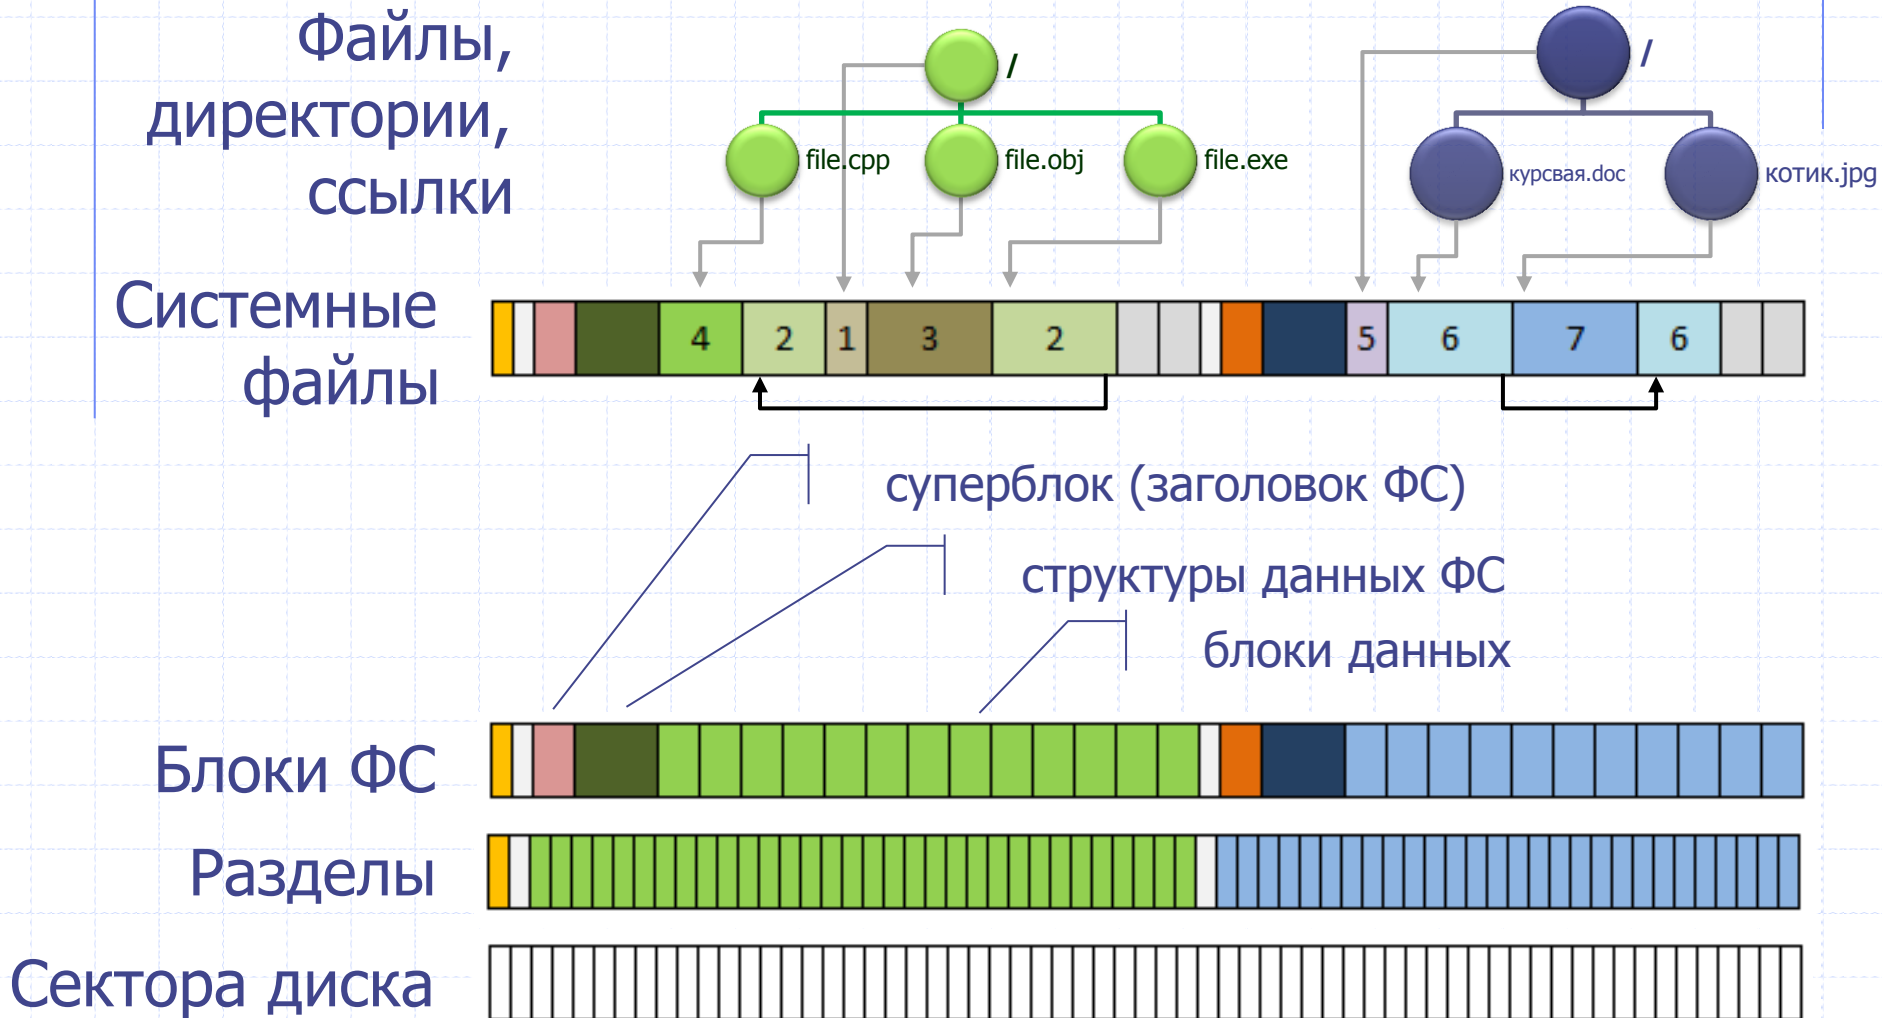 Файлы,
директории,
ссылки
/
file.cpp
file.obj
file.exe
/
курсвая.doc
котик.jpg
Системные
файлы
4 2 1 3 2 5 6 7 6
суперблок (заголовок ФС)
структуры данных ФС
блоки данных
Блоки ФС
Разделы
Сектора диска